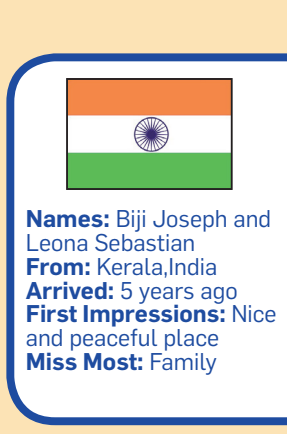 Names: Biji Joseph and
Leona Sebastian
From: Kerala,India
Arrived: 5 years ago
First Impressions: Nice
and peaceful place
Miss Most: Family